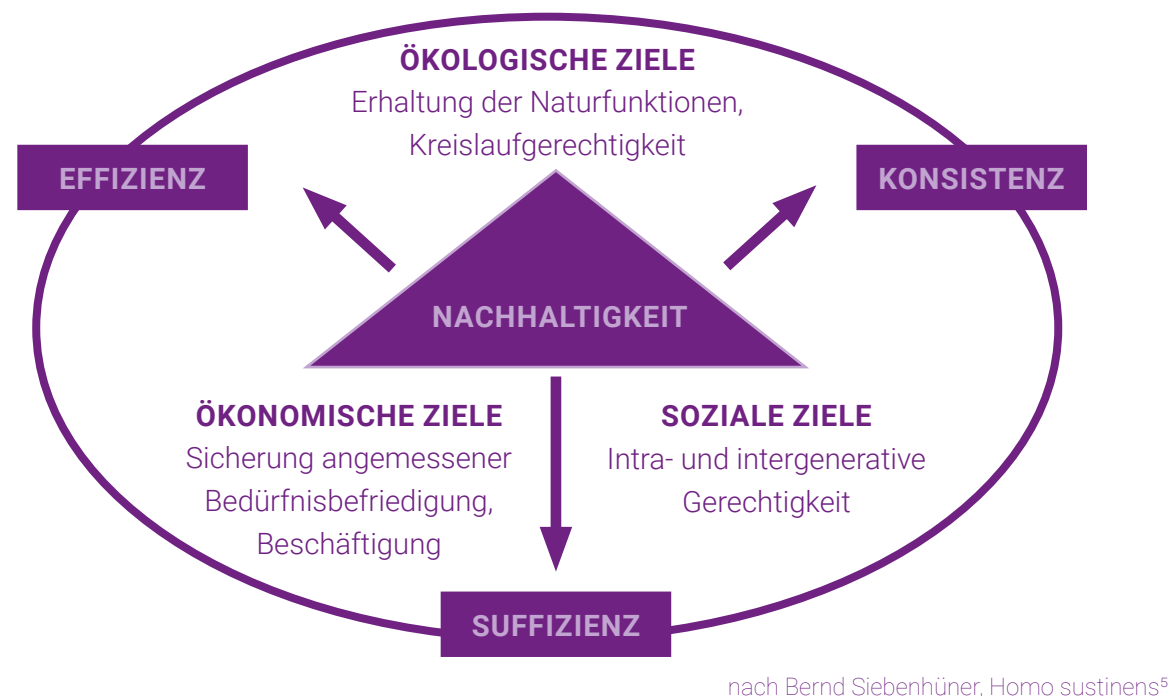 ÖKOLOGISCHE ZIELE
Erhaltung der Naturfunktionen,
Kreislaufgerechtigkeit
EFFIZIENZ
KONSISTENZ
NACHHALTIGKEIT
ÖKONOMISCHE ZIELE
Sicherung angemessener
Bedürfnisbefriedigung,
Beschäftigung
SOZIALE ZIELE
Intra- und intergenerative
Gerechtigkeit
SUFFIZIENZ
nach Bernd Siebenhüner, Homo sustinens⁵